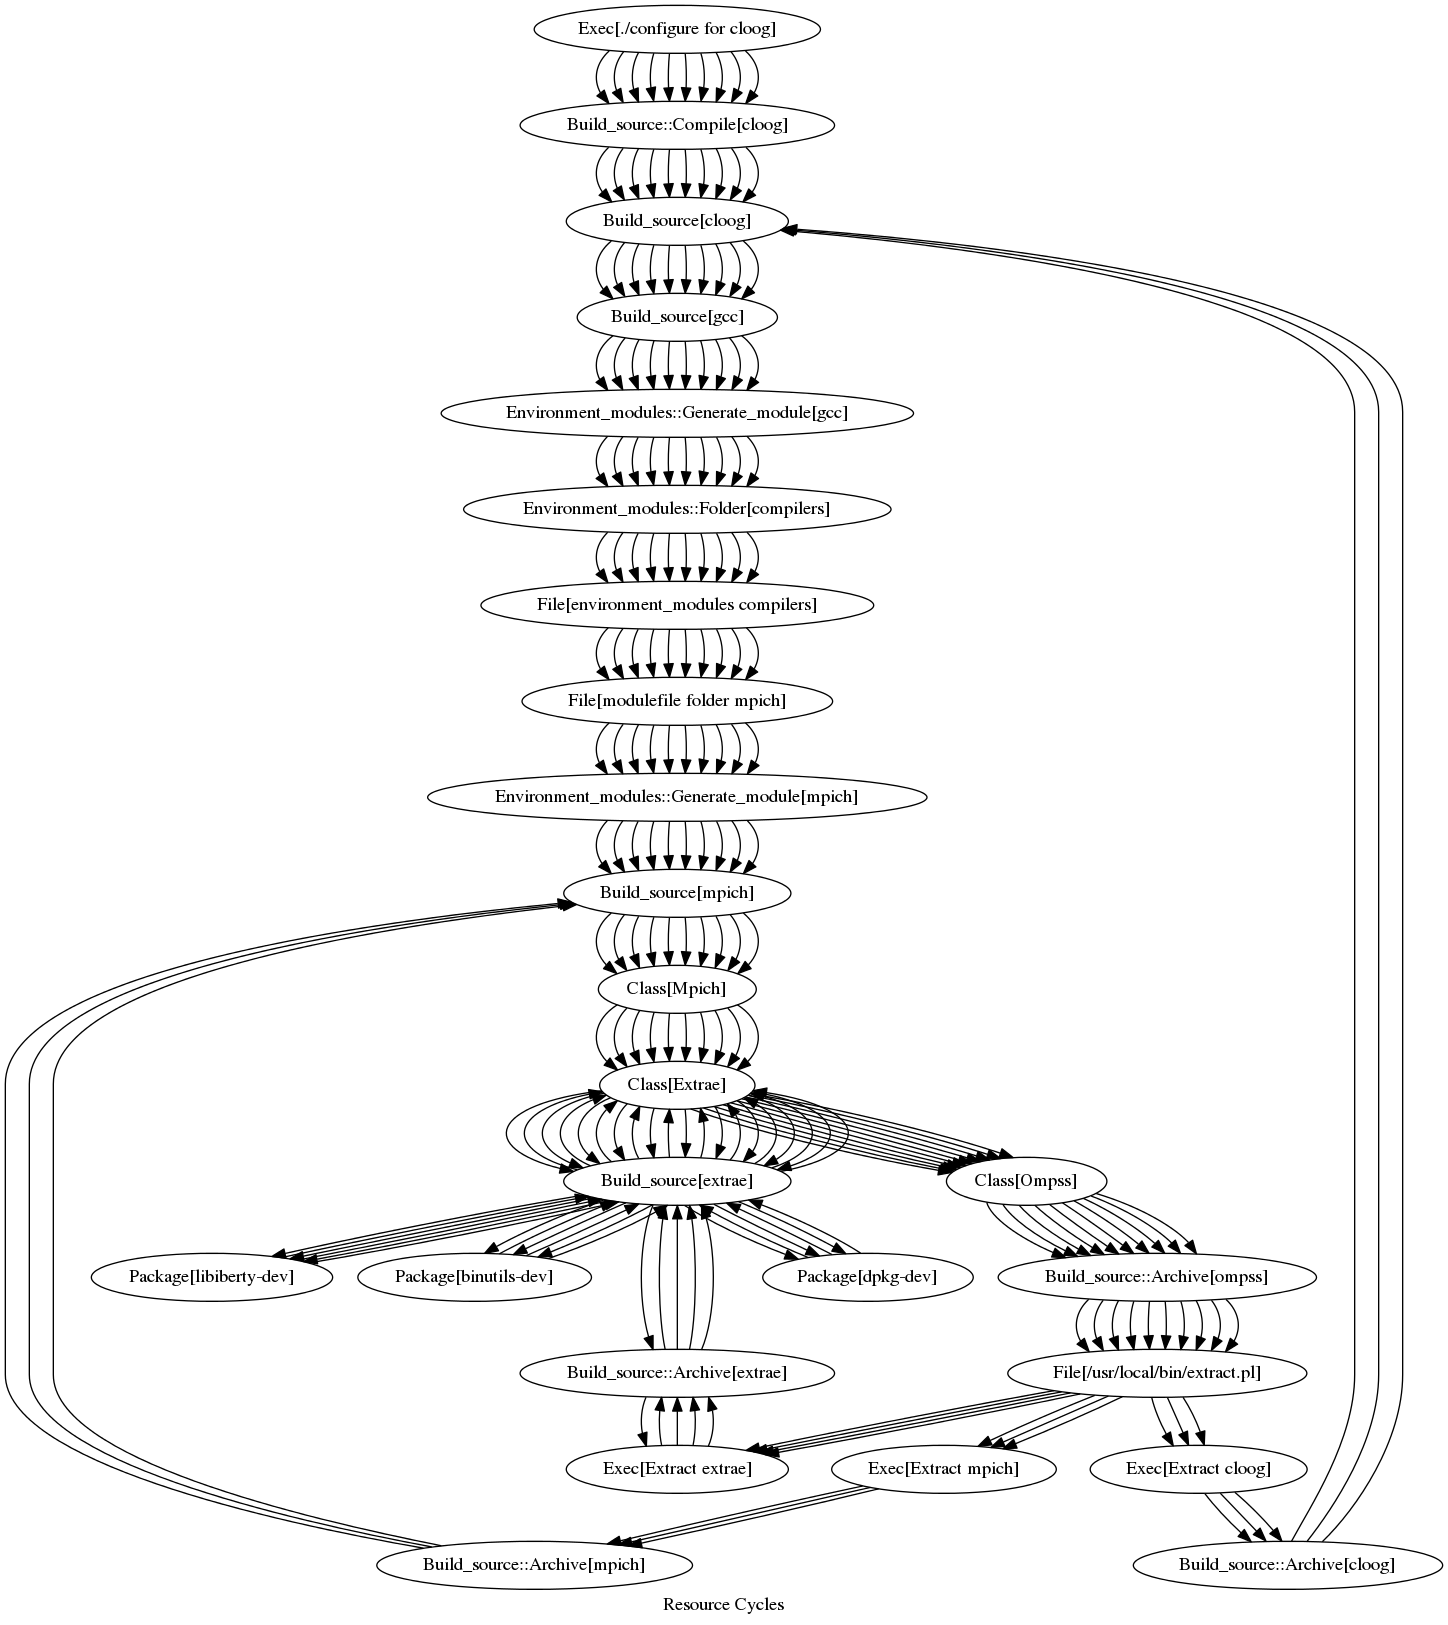 Exec[./configure for cloog]
Build_source::Compile[cloog]
Build_source[cloog]
Build_source[gcc]
Environment_modules::Generate_module[gcc]
Environment_modules::Folder[compilers]
File[environment_modules compilers]
File[modulefile folder mpich]
Environment_modules::Generate_module[mpich]
Build_source[mpich]
Class[Mpich]
Class[Extrae]
Build_source[extrae]
Class[Ompss]
Package[libiberty-dev]
Package[binutils-dev]
Package[dpkg-dev]
Build_source::Archive[ompss]
Build_source::Archive[extrae]
File[/usr/local/bin/extract.pl]
Exec[Extract extrae]
Exec[Extract mpich]
Exec[Extract cloog]
Build_source::Archive[mpich]
Build_source::Archive[cloog]
Resource Cycles